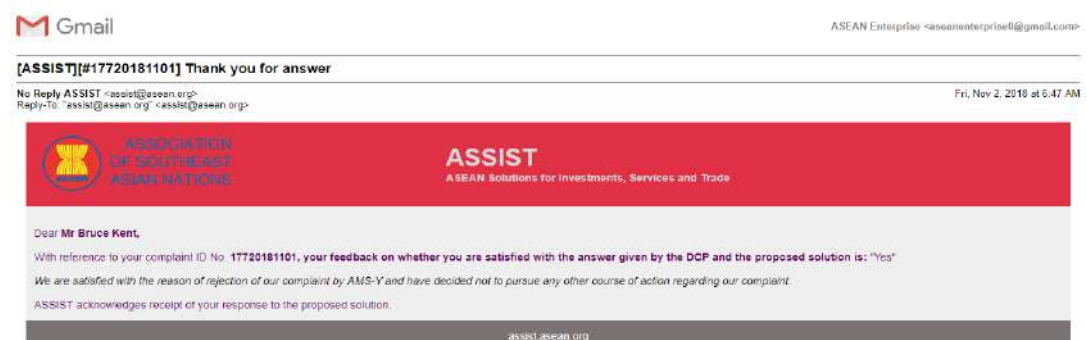 Gmail
ASEAN Enterprise <aseanenterprise0@gmail.com>
[ASSIST][#17720181101] Thank you for answer
No Reply ASSIST <assist@asean.org>
Fri, Nov 2, 2018 at 6:47 AM
Reply-To: "assist@asean.org" <assist@asean.org>
ASSOCIATION
OF SOUTHEAST
ASIAN NATIONS
ASSIST
ASEAN Solutions for Investments, Services and Trade
Dear Mr Bruce Kent,
With reference to your complaint ID No. 17720181101, your feedback on whether you are satisfied with the answer given by the DCP and the proposed solution is: "Yes"
We are satisfied with the reason of rejection of our complaint by AMS-Y and have decided not to pursue any other course of action regarding our complaint.
ASSIST acknowledges receipt of your response to the proposed solution.
assist.asean.org